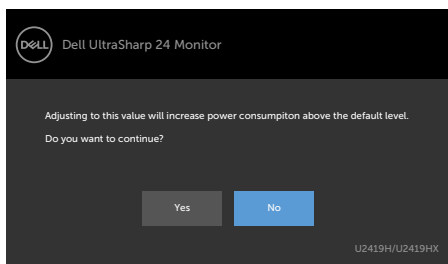 DELL Dell UltraSharp 24 Monitor
Adjusting to this value will increase power consumpiton above the default level.
Do you want to continue?
Yes No
U2419H/U2419HX